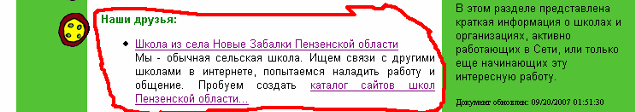 Наши друзья:
Школа из села Новые Забалки Пензенской области
Мы - обычная сельская школа. Ищем связи с другими
школами в интернете, попытаемся наладить работу и
общение. Пробуем создать каталог сайтов школ
Пензенской области...
В этом разделе представлена
краткая информация о школах и
организациях, активно
работающих в Сети, или только
еще начинающих эту
интересную работу.
Документ обновлен: 09/20/2007 01:51:30